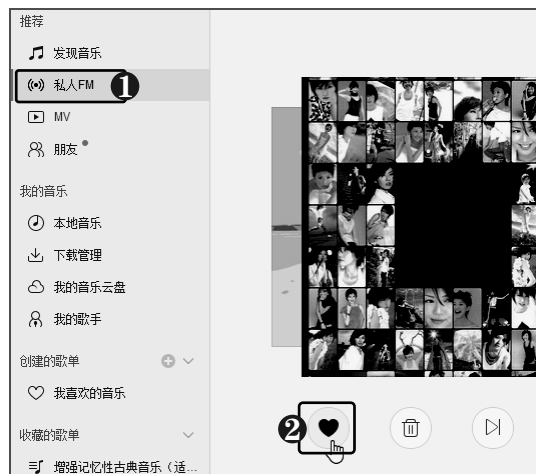 推荐
发现音乐
私人FM
1
MV
朋友
我的音乐
本地音乐
下载管理
我的音乐云盘
我的歌手
创建的歌单
我喜欢的音乐
2
收藏的歌单
增强记忆性古典音乐（适...